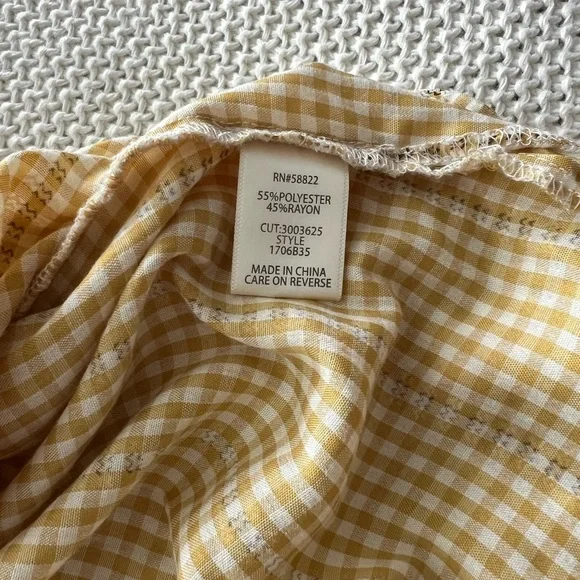 RN#58822
55%POLYESTER
45%RAYON
CUT:3003625
STYLE
1706B35
MADE IN CHINA
CARE ON REVERSE